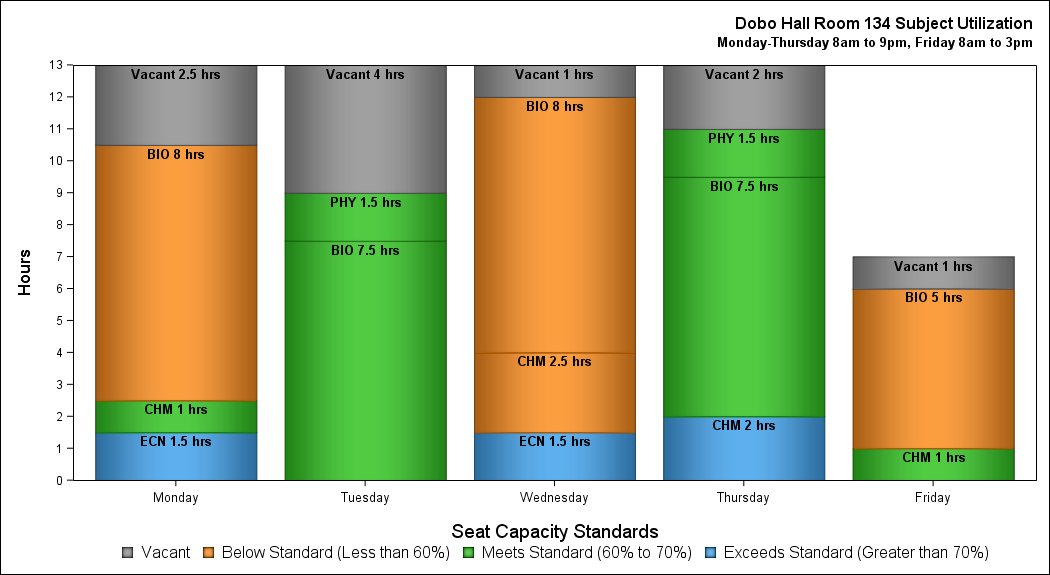 Dobo Hall Room 134 Subject Utilization
Monday-Thursday 8am to 9pm, Friday 8am to 3pm
Hours
13
12
11
10
9
8
7
6
5
4
3
2
1
0
Vacant 2.5 hrs
BIO 8 hrs
CHM 1 hrs
ECN 1.5 hrs
Vacant 4 hrs
PHY 1.5 hrs
BIO 7.5 hrs
Vacant 1 hrs
BIO 8 hrs
CHM 2.5 hrs
ECN 1.5 hrs
Vacant 2 hrs
PHY 1.5 hrs
BIO 7.5 hrs
CHM 2 hrs
Vacant 1 hrs
BIO 5 hrs
CHM 1 hrs
Monday Tuesday Wednesday Thursday Friday
Seat Capacity Standards
Vacant Below Standard (Less than 60%) Meets Standard (60% to 70%) Exceeds Standard (Greater than 70%)